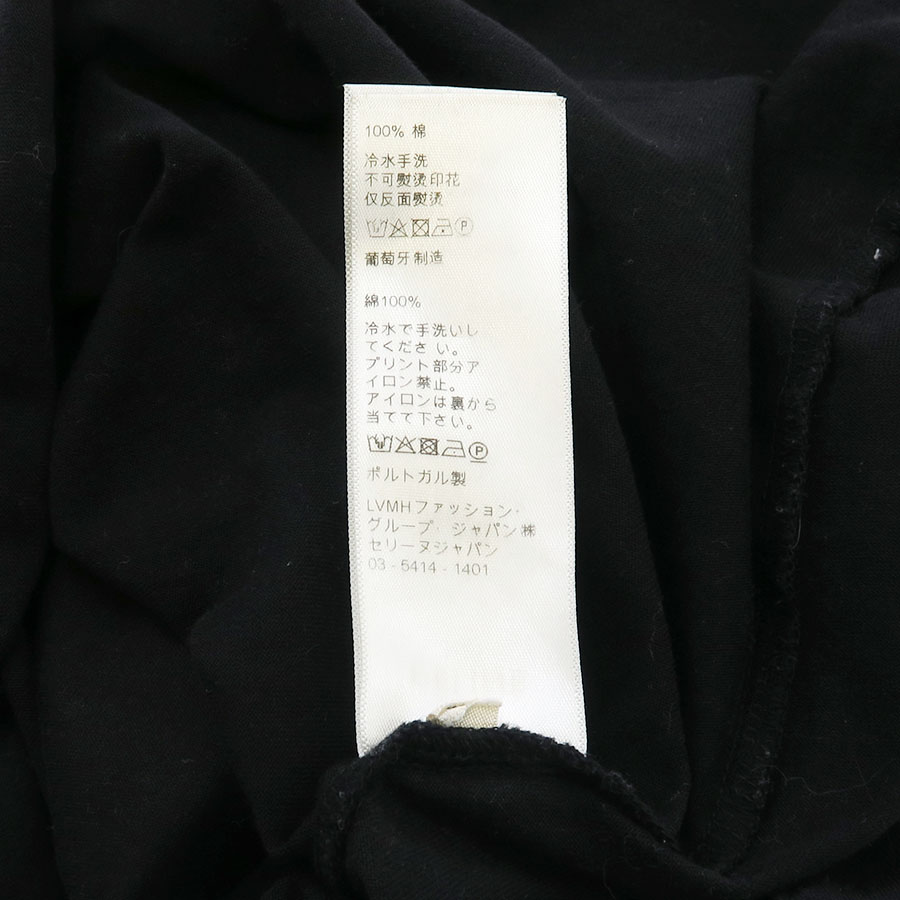 100% 棉
冷水手洗
不可熨烫印花
仅反面熨烫
P
葡萄牙制造
綿100%
冷水で手洗いし
てください。
プリント部分ア
イロン禁止。
アイロンは裏から
当てて下さい。
P
ポルトガル製
LVMHファッション・
グループ・ジャパン㈱
セリーヌジャパン
03 - 5414 - 1401